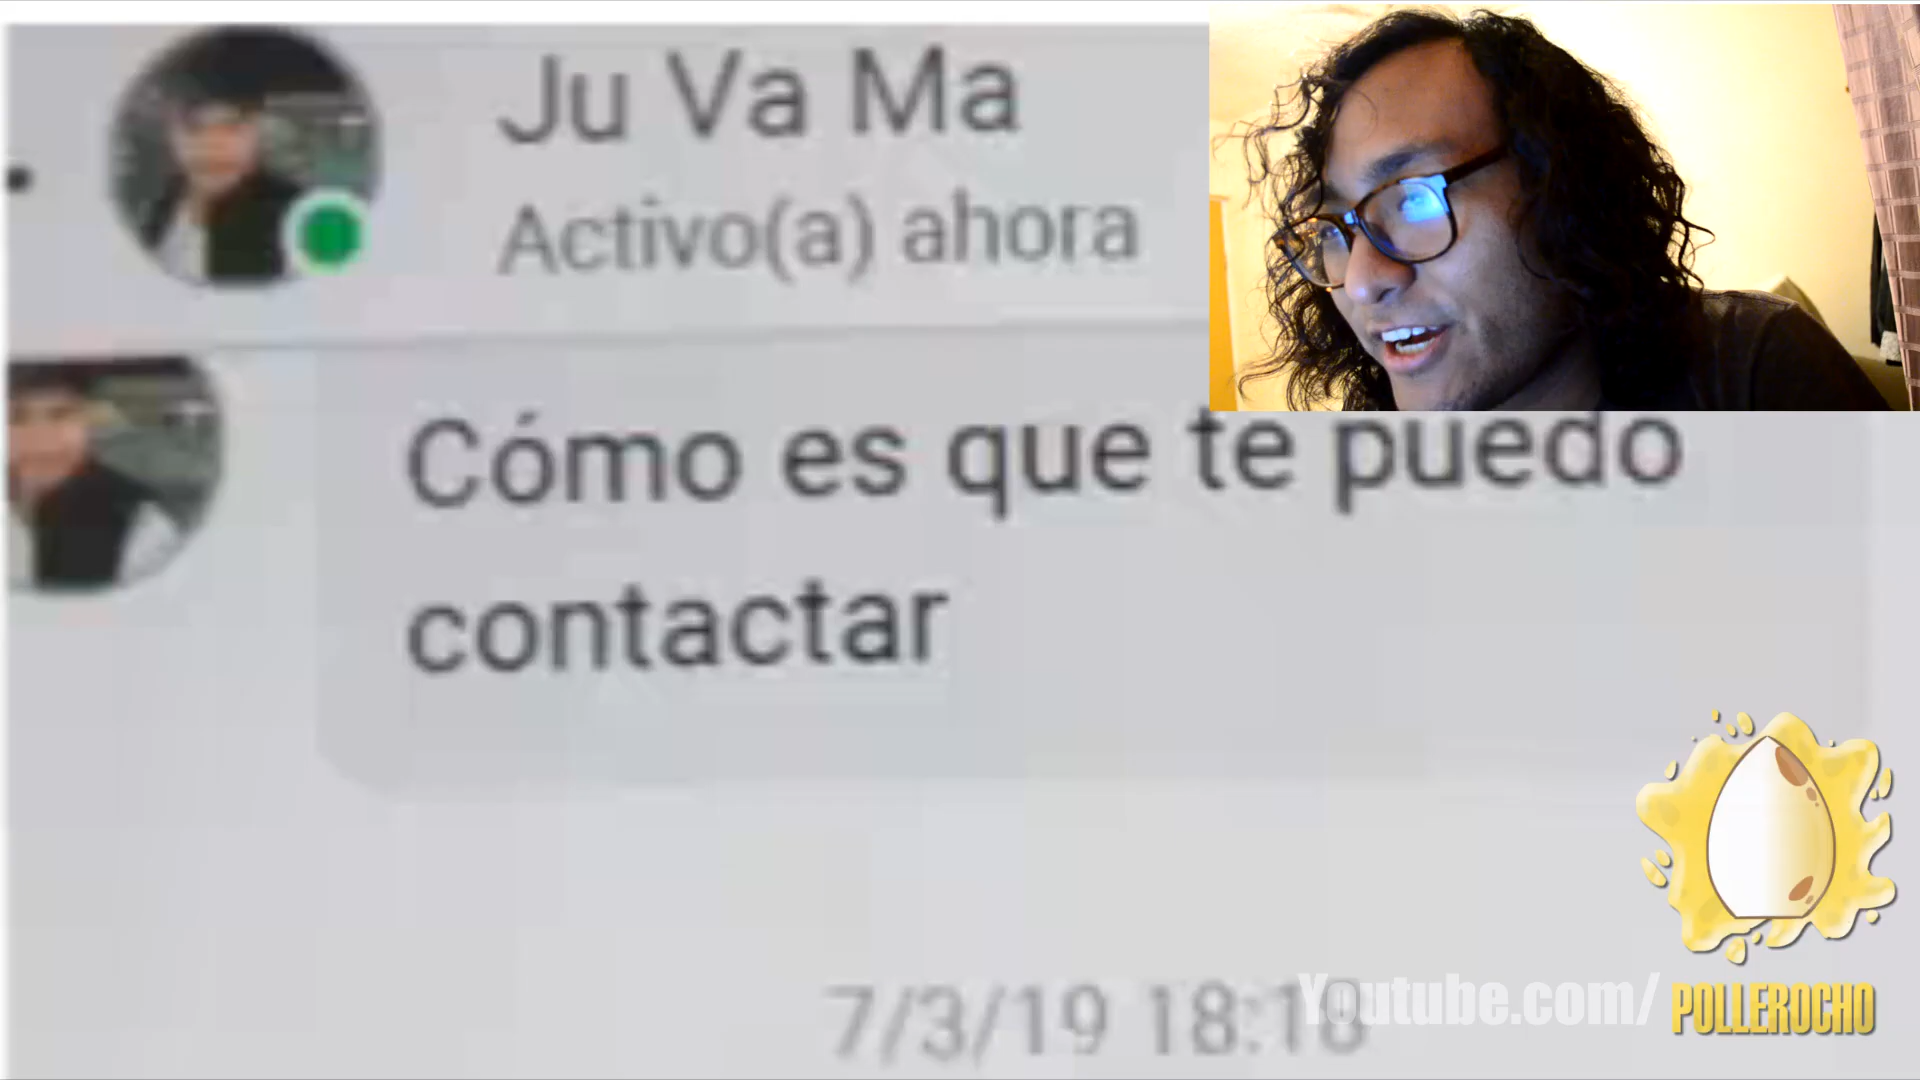 Ju Va Ma
Activo(a) ahora
Cómo es que te puedo
contactar
7/3/19 18:18
Youtube.com/ POLLEROCHO